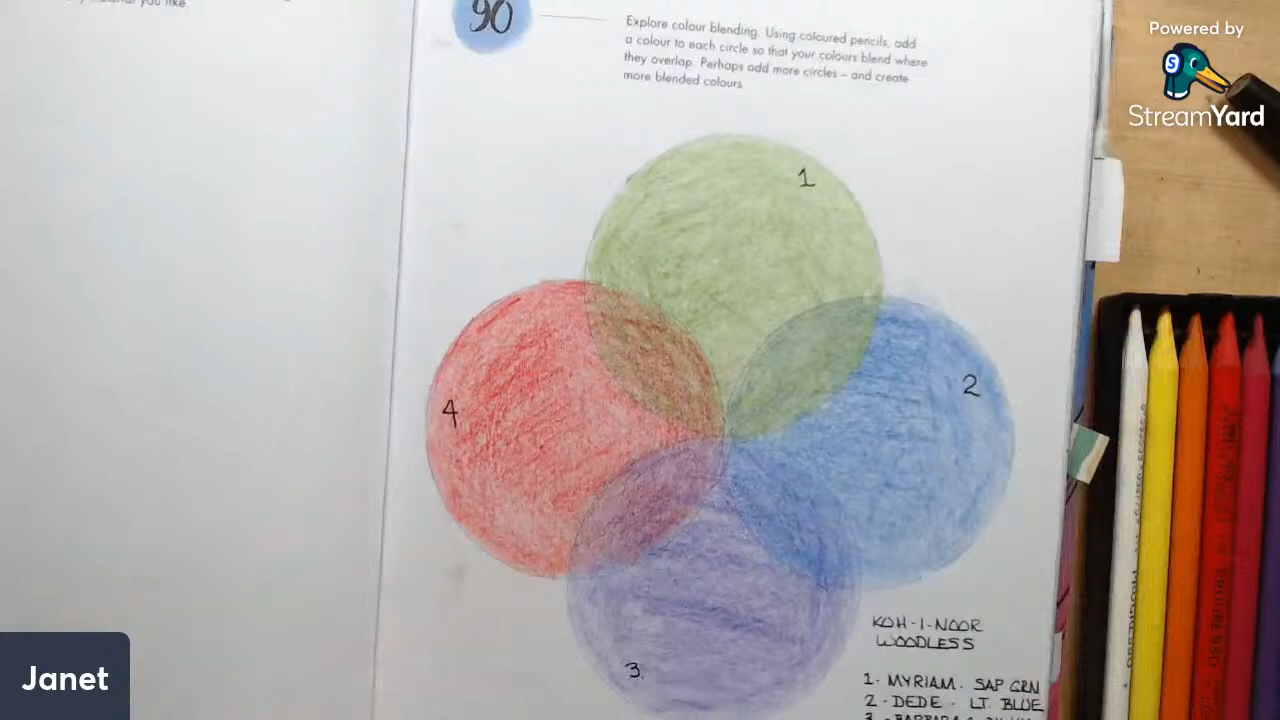 you like
90
Explore colour blending. Using coloured pencils, add
a colour to each circle so that your colours blend where
they overlap. Perhaps add more circles – and create
more blended colours
Powered by
S
StreamYard
1
2
4
3.
KOH-I-NOOR
WOODLESS
1- MYRIAM. SAP GRN
2- DEDE - LT. BLUE
Janet